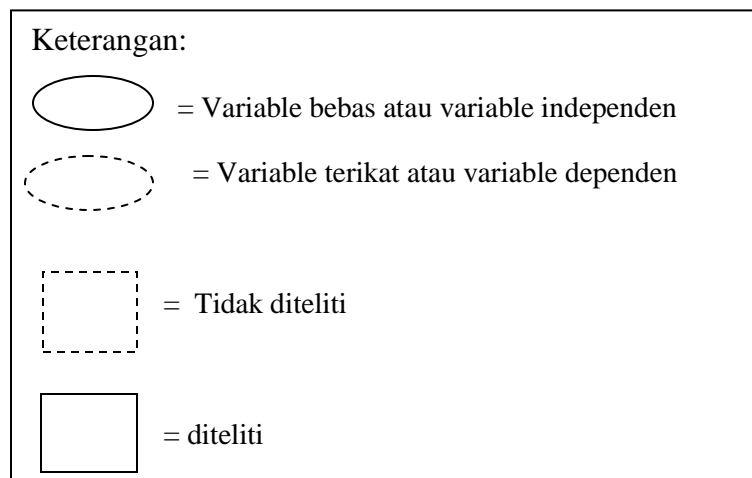 Keterangan:
= Variable bebas atau variable independen
= Variable terikat atau variable dependen
= Tidak diteliti
= diteliti